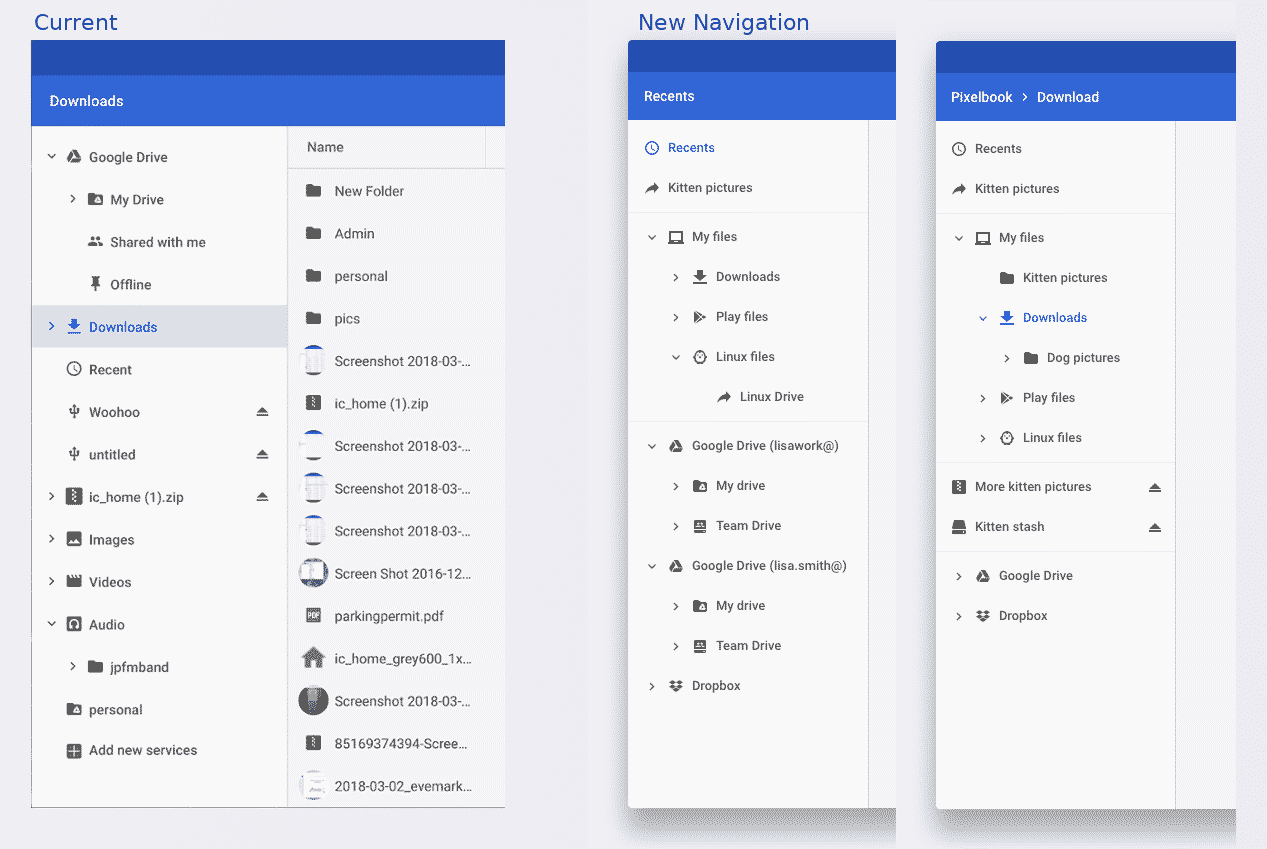 Current
Downloads
Google Drive
My Drive
Shared with me
Offline
Downloads
Recent
Woohoo
untitled
ic_home (1).zip
Images
Videos
Audio
jpfmband
personal
Add new services
Name
New Folder
Admin
personal
pics
Screenshot 2018-03-...
ic_home (1).zip
Screenshot 2018-03-...
Screenshot 2018-03-...
Screenshot 2018-03-...
Screen Shot 2016-12...
PDF
parkingpermit.pdf
ic_home_grey600_1x...
Screenshot 2018-03-...
85169374394-Scree...
2018-03-02_evemark...
New Navigation
Recents
Recents
Kitten pictures
My files
Downloads
Play files
Linux files
Linux Drive
Google Drive (lisawork@)
My drive
Team Drive
Google Drive (lisa.smith@)
My drive
Team Drive
Dropbox
Pixelbook > Download
Recents
Kitten pictures
My files
Kitten pictures
Downloads
Dog pictures
Play files
Linux files
More kitten pictures
Kitten stash
Google Drive
Dropbox